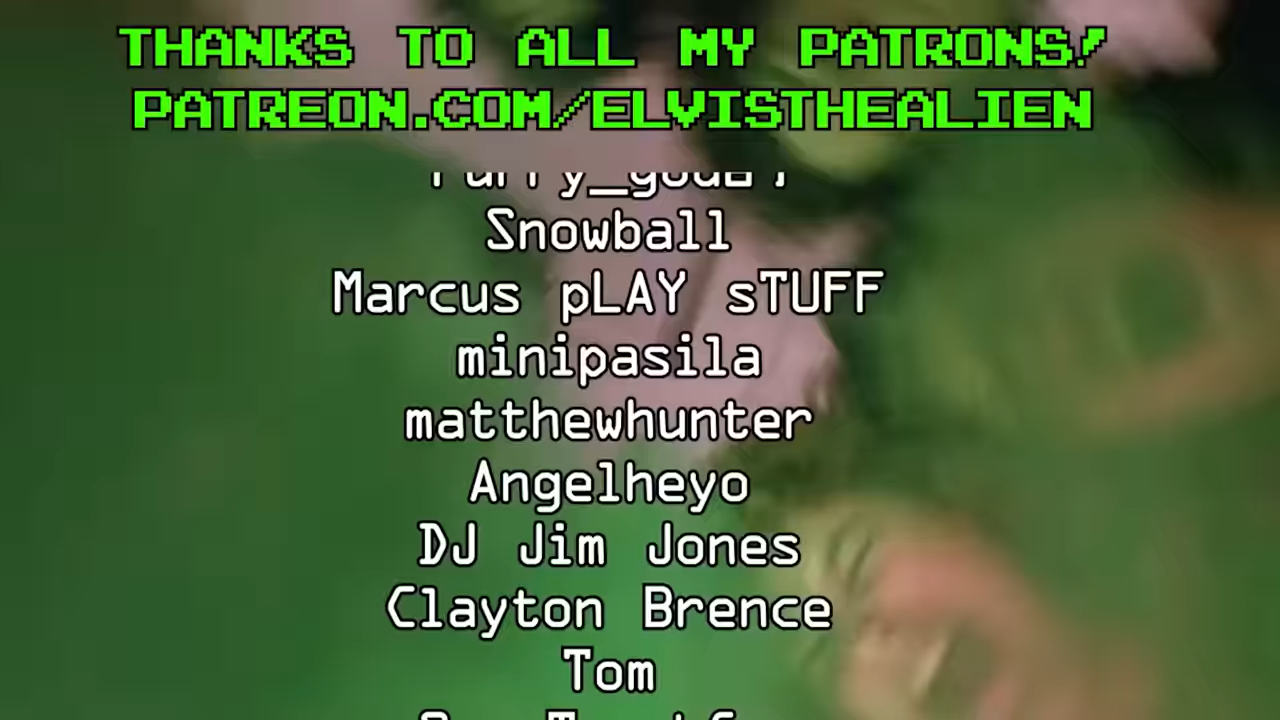 THANKS TO ALL MY PATRONS!
PATREON.COM/ELVISTHEALIEN
Snowball
Marcus pLAY sTUFF
minipasila
matthewhunter
Angelheyo
DJ Jim Jones
Clayton Brence
Tom